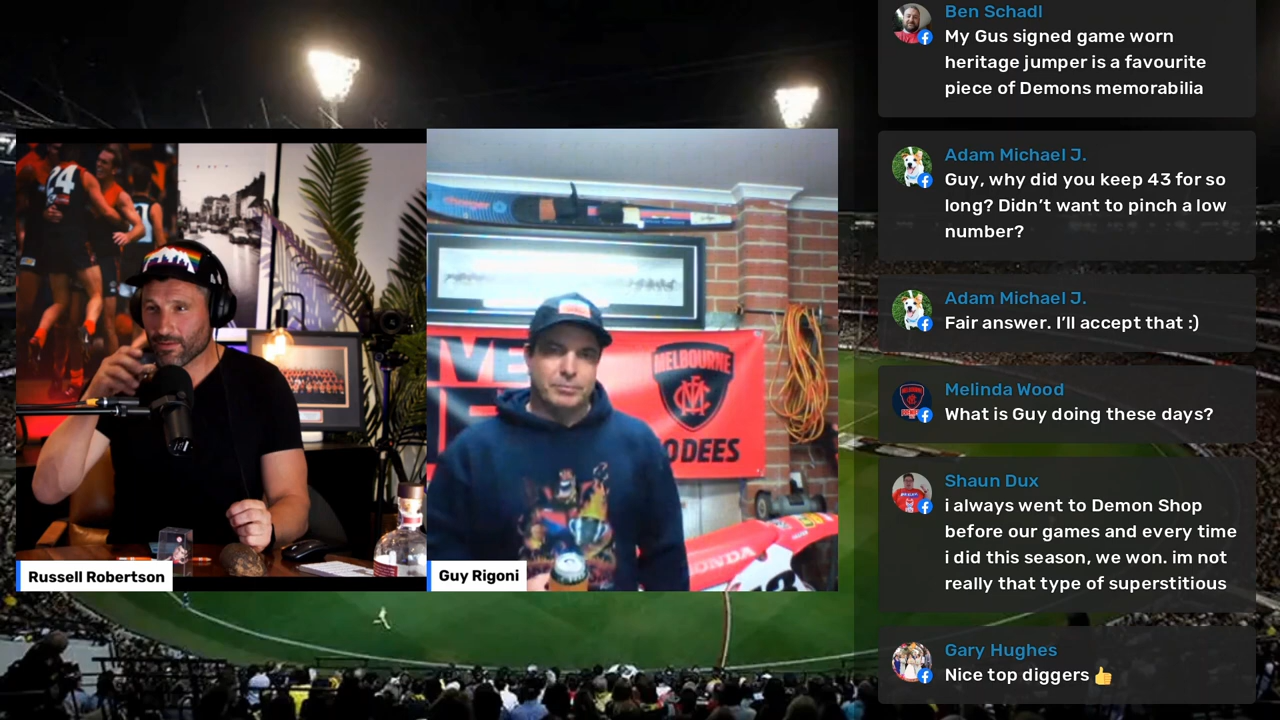 Ben Schadl
My Gus signed game worn
heritage jumper is a favourite
piece of Demons memorabilia
Adam Michael J.
Guy, why did you keep 43 for so
long? Didn’t want to pinch a low
number?
Adam Michael J.
Fair answer. I’ll accept that :)
Melinda Wood
What is Guy doing these days?
Shaun Dux
i always went to Demon Shop
before our games and every time
i did this season, we won. im not
really that type of superstitious
Gary Hughes
Nice top diggers 👍
24
MELBOURNE
O DEES
HONDA
Russell Robertson
Guy Rigoni